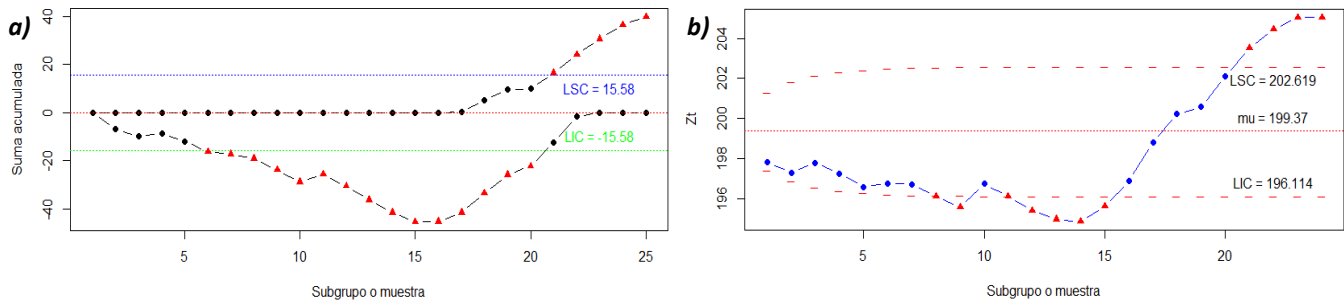 a)
Suma acumulada
40
20
0
20
40
LSC = 15.58
LIC = -15.58
5
10
15
20
25
Subgrupo o muestra
b)
Zt
204
202
200
198
196
LSC = 202.619
mu = 199.37
LIC = 196.114
5
10
15
20
Subgrupo o muestra